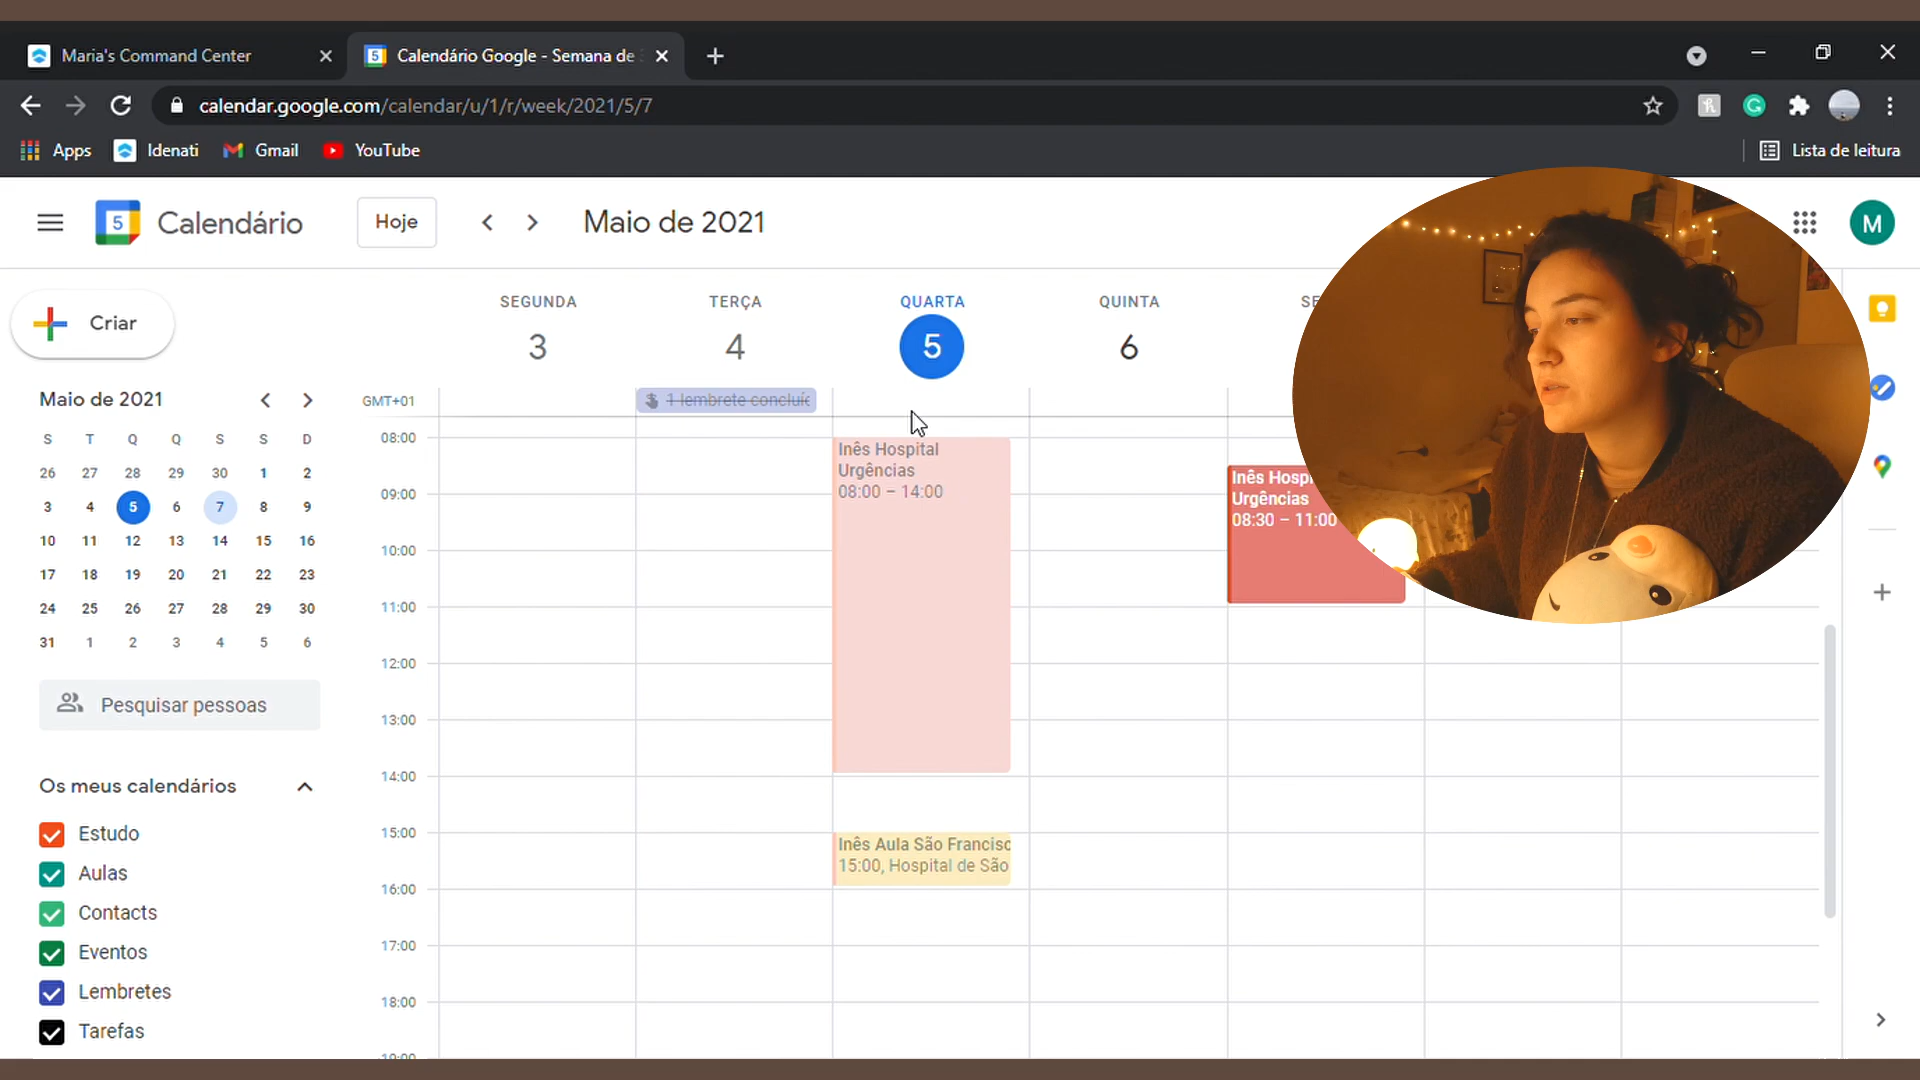 Maria's Command Center
Calendário Google - Semana de
calendar.google.com/calendar/u/1/r/week/2021/5/7
Apps
Idenati
Gmail
YouTube
Lista de leitura
5
Calendário
Hoje
Maio de 2021
M
Criar
SEGUNDA
TERÇA
QUARTA
QUINTA
SE
3
4
5
6
GMT+01
1 lembrete concluíc
Maio de 2021
S T Q Q S S D
26 27 28 29 30 1 2
3 4 5 6 7 8 9
10 11 12 13 14 15 16
17 18 19 20 21 22 23
24 25 26 27 28 29 30
31 1 2 3 4 5 6
Pesquisar pessoas
Os meus calendários
Estudo
Aulas
Contacts
Eventos
Lembretes
Tarefas
08:00
09:00
10:00
11:00
12:00
13:00
14:00
15:00
16:00
17:00
18:00
19:00
Inês Hospital
Urgências
08:00 – 14:00
Inês Aula São Francisc
15:00, Hospital de São
Inês Hosp
Urgências
08:30 – 11:00